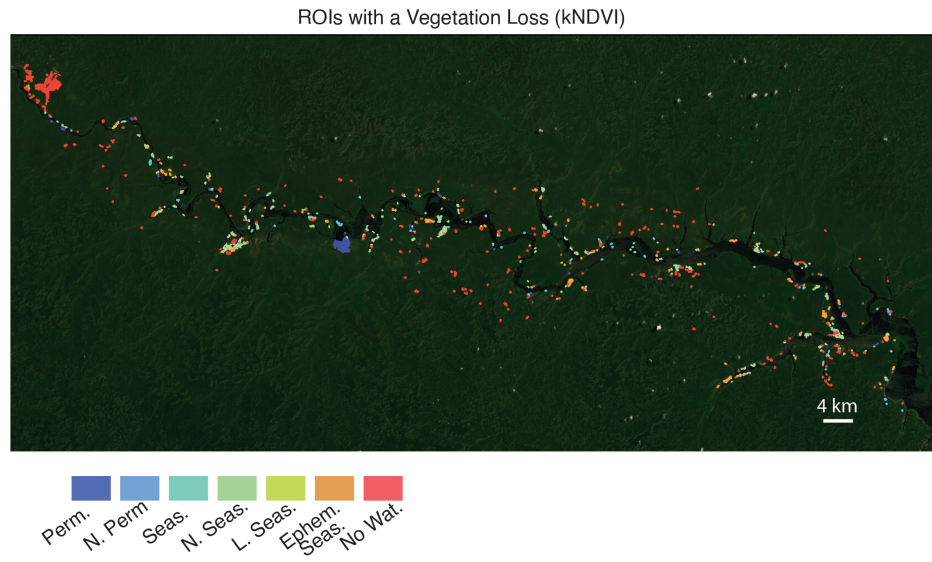 ROIs with a Vegetation Loss (kNDVI)
4 km
Perm.
N. Perm
Seas.
N. Seas.
L. Seas.
Ephem.
Seas.
No Wat.